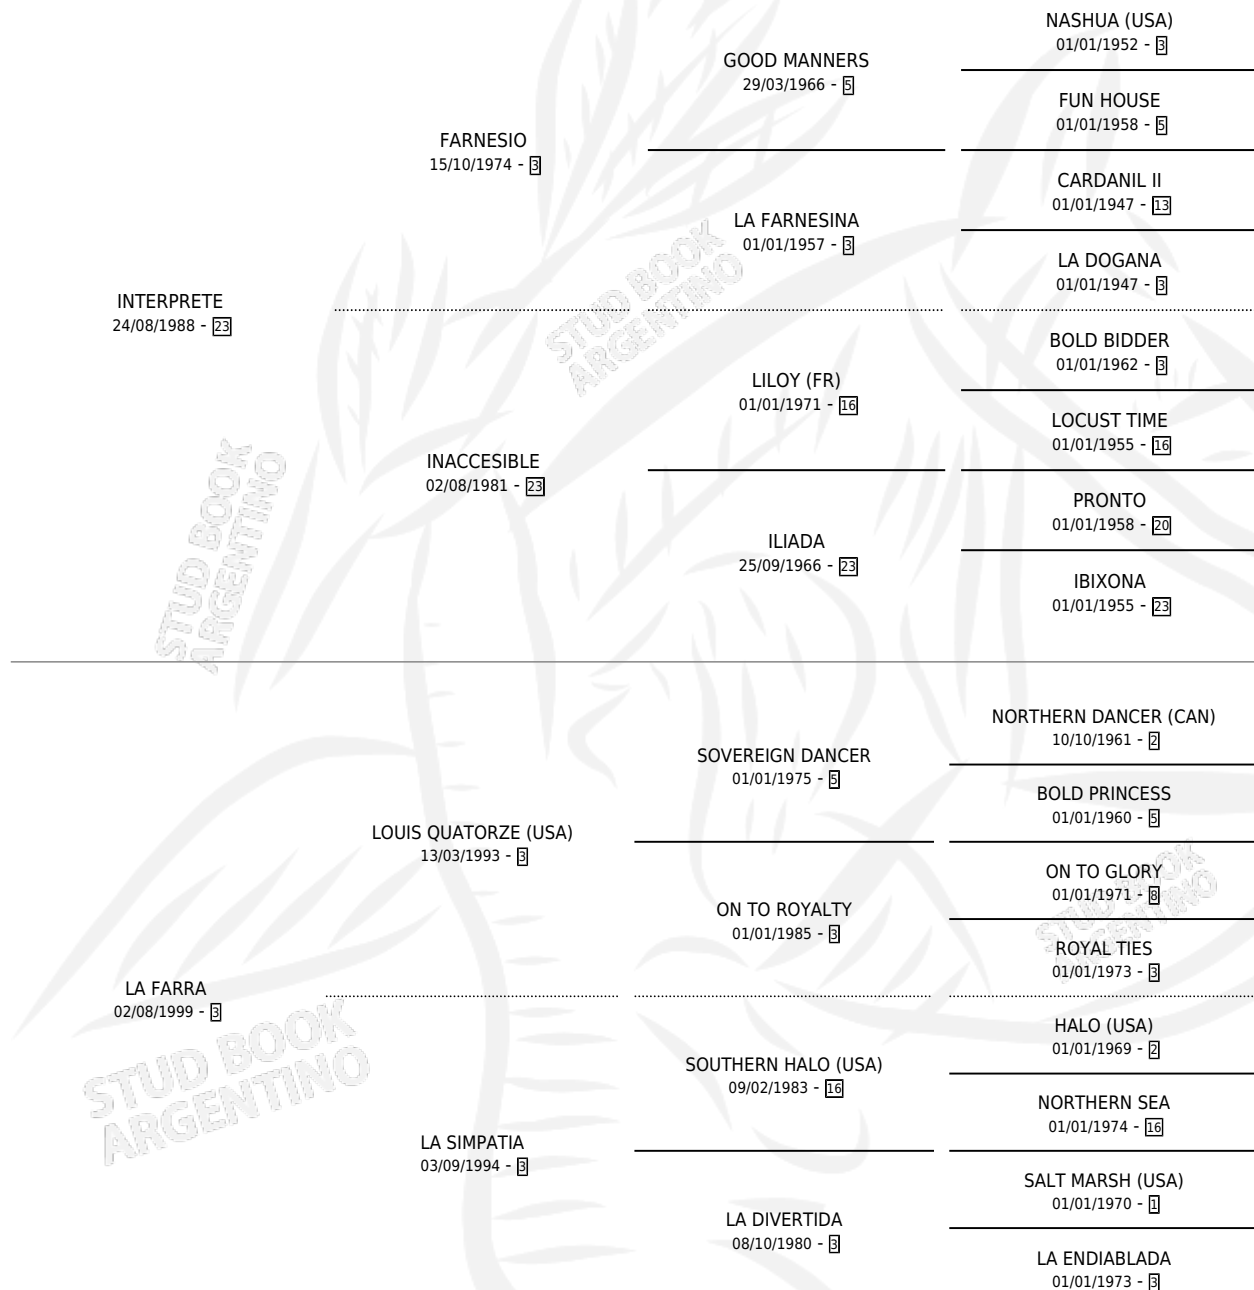 NASHUA (USA)
01/01/1952 - 3
GOOD MANNERS
29/03/1966 - 5
FUN HOUSE
01/01/1958 - 5
FARNESIO
15/10/1974 - 3
CARDANIL II
01/01/1947 - 13
LA FARNESINA
01/01/1957 - 3
LA DOGANA
01/01/1947 - 3
INTERPRETE
24/08/1988 - 23
BOLD BIDDER
01/01/1962 - 3
LILOY (FR)
01/01/1971 - 16
LOCUST TIME
01/01/1955 - 16
INACCESIBLE
02/08/1981 - 23
PRONTO
01/01/1958 - 20
ILIADA
25/09/1966 - 23
IBIXONA
01/01/1955 - 23
NORTHERN DANCER (CAN)
10/10/1961 - 2
SOVEREIGN DANCER
01/01/1975 - 5
BOLD PRINCESS
01/01/1960 - 5
LOUIS QUATORZE (USA)
13/03/1993 - 3
ON TO GLORY
01/01/1971 - 8
ON TO ROYALTY
01/01/1985 - 3
ROYAL TIES
01/01/1973 - 3
LA FARRA
02/08/1999 - 3
HALO (USA)
01/01/1969 - 2
SOUTHERN HALO (USA)
09/02/1983 - 16
NORTHERN SEA
01/01/1974 - 16
LA SIMPATIA
03/09/1994 - 3
SALT MARSH (USA)
01/01/1970 - 1
LA DIVERTIDA
08/10/1980 - 3
LA ENDIABLADA
01/01/1973 - 3
STUD BOOK
ARGENTINO
STUD BOOK
ARGENTINO
STUD BOOK
ARGENTINO
STUD BOOK
ARGENTINO